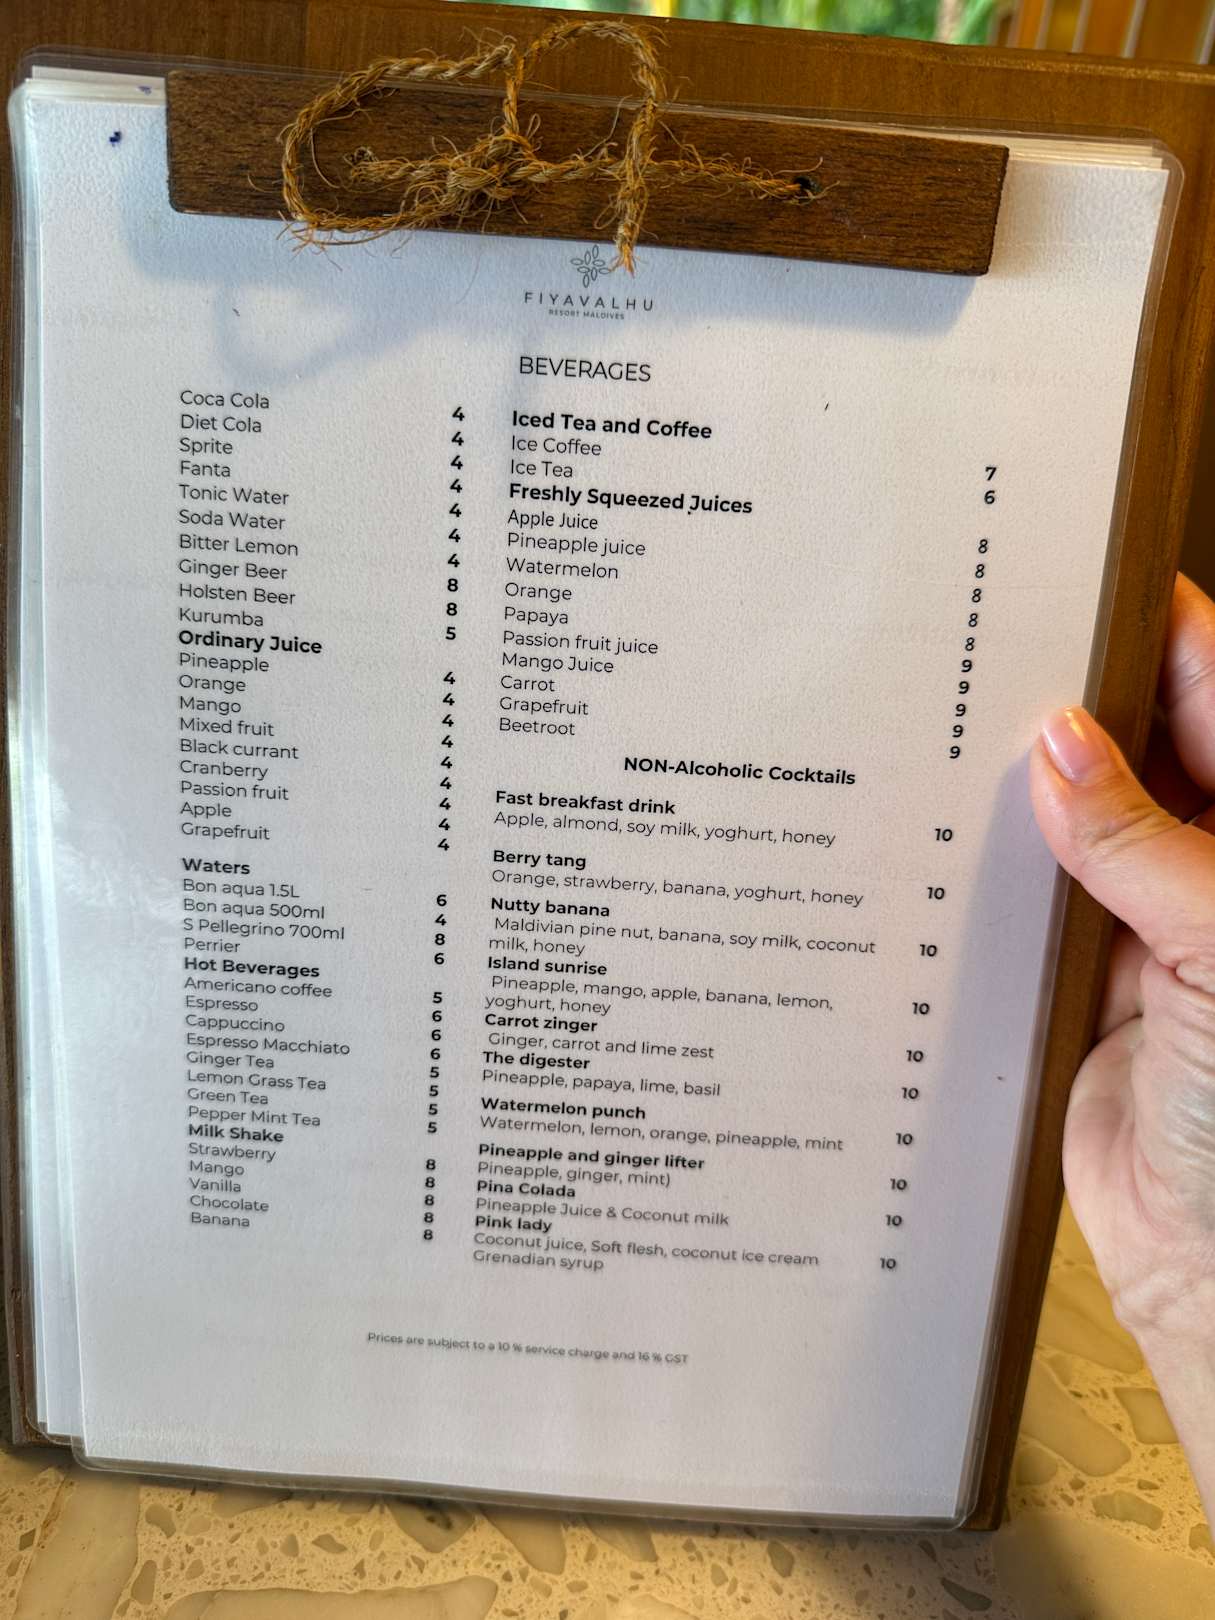 FIYAVALHU
RESORT MALDIVES
BEVERAGES
Coca Cola 4
Diet Cola 4
Sprite 4
Fanta 4
Tonic Water 4
Soda Water 4
Bitter Lemon 4
Ginger Beer 8
Holsten Beer 8
Kurumba 5
Ordinary Juice
Pineapple 4
Orange 4
Mango 4
Mixed fruit 4
Black currant 4
Cranberry 4
Passion fruit 4
Apple 4
Grapefruit 4
Waters
Bon aqua 1.5L 6
Bon aqua 500ml 4
S Pellegrino 700ml 8
Perrier 6
Hot Beverages
Americano coffee 5
Espresso 6
Cappuccino 6
Espresso Macchiato 6
Ginger Tea 5
Lemon Grass Tea 5
Green Tea 5
Pepper Mint Tea 5
Milk Shake
Strawberry 8
Mango 8
Vanilla 8
Chocolate 8
Banana 8
Iced Tea and Coffee
Ice Coffee 7
Ice Tea 6
Freshly Squeezed Juices
Apple Juice 8
Pineapple juice 8
Watermelon 8
Orange 8
Papaya 8
Passion fruit juice 9
Mango Juice 9
Carrot 9
Grapefruit 9
Beetroot 9
NON-Alcoholic Cocktails
Fast breakfast drink
Apple, almond, soy milk, yoghurt, honey 10
Berry tang
Orange, strawberry, banana, yoghurt, honey 10
Nutty banana
Maldivian pine nut, banana, soy milk, coconut 10
milk, honey
Island sunrise
Pineapple, mango, apple, banana, lemon, 10
yoghurt, honey
Carrot zinger
Ginger, carrot and lime zest 10
The digester
Pineapple, papaya, lime, basil 10
Watermelon punch
Watermelon, lemon, orange, pineapple, mint 10
Pineapple and ginger lifter
Pineapple, ginger, mint) 10
Pina Colada
Pineapple Juice & Coconut milk 10
Pink lady
Coconut juice, Soft flesh, coconut ice cream 10
Grenadian syrup
Prices are subject to a 10 % service charge and 16 % GST